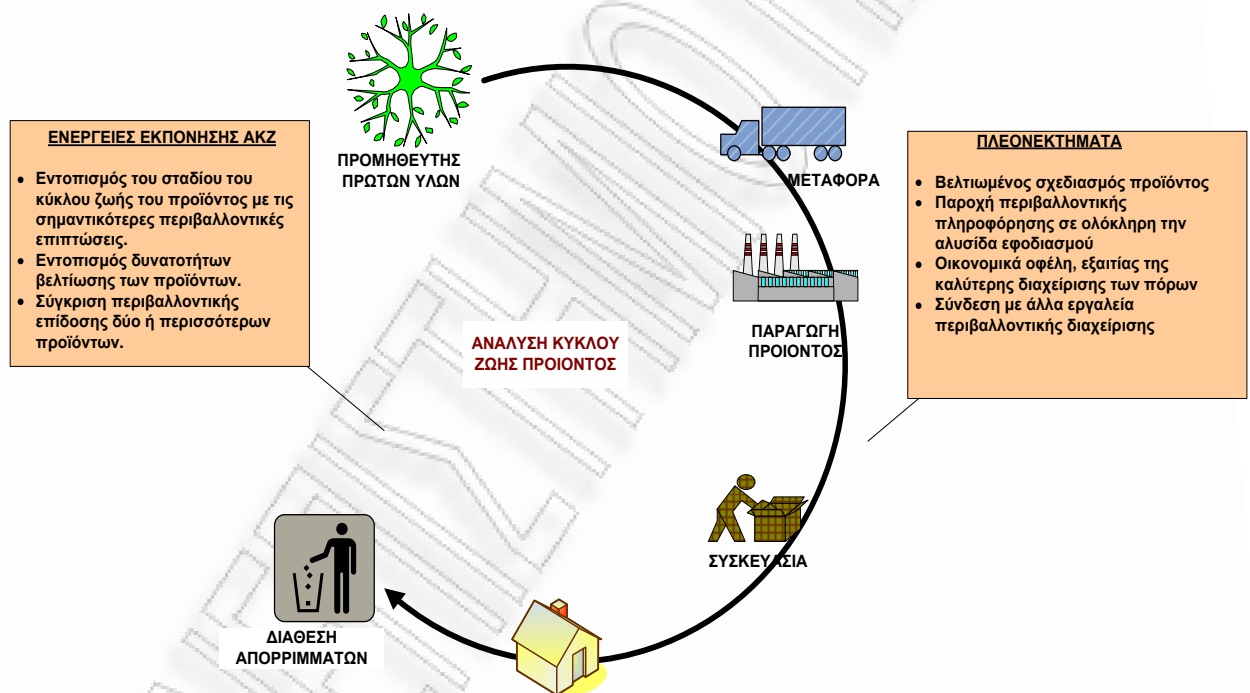 ΕΝΕΡΓΕΙΕΣ ΕΚΠΟΝΗΣΗΣ ΑΚΖ
• Εντοπισμός του σταδίου του
κύκλου ζωής του προϊόντος με τις
σημαντικότερες περιβαλλοντικές
επιπτώσεις.
• Εντοπισμός δυνατοτήτων
βελτίωσης των προϊόντων.
• Σύγκριση περιβαλλοντικής
επίδοσης δύο ή περισσότερων
προϊόντων.
ΠΡΟΜΗΘΕΥΤΗΣ
ΠΡΩΤΩΝ ΥΛΩΝ
ΜΕΤΑΦΟΡΑ
ΠΑΡΑΓΩΓΗ
ΠΡΟΙΟΝΤΟΣ
ΑΝΑΛΥΣΗ ΚΥΚΛΟΥ
ΖΩΗΣ ΠΡΟΙΟΝΤΟΣ
ΣΥΣΚΕΥΑΣΙΑ
ΔΙΑΘΕΣΗ
ΑΠΟΡΡΙΜΜΑΤΩΝ
ΠΛΕΟΝΕΚΤΗΜΑΤΑ
• Βελτιωμένος σχεδιασμός προϊόντος
• Παροχή περιβαλλοντικής
πληροφόρησης σε ολόκληρη την
αλυσίδα εφοδιασμού
• Οικονομικά οφέλη, εξαιτίας της
καλύτερης διαχείρισης των πόρων
• Σύνδεση με άλλα εργαλεία
περιβαλλοντικής διαχείρισης